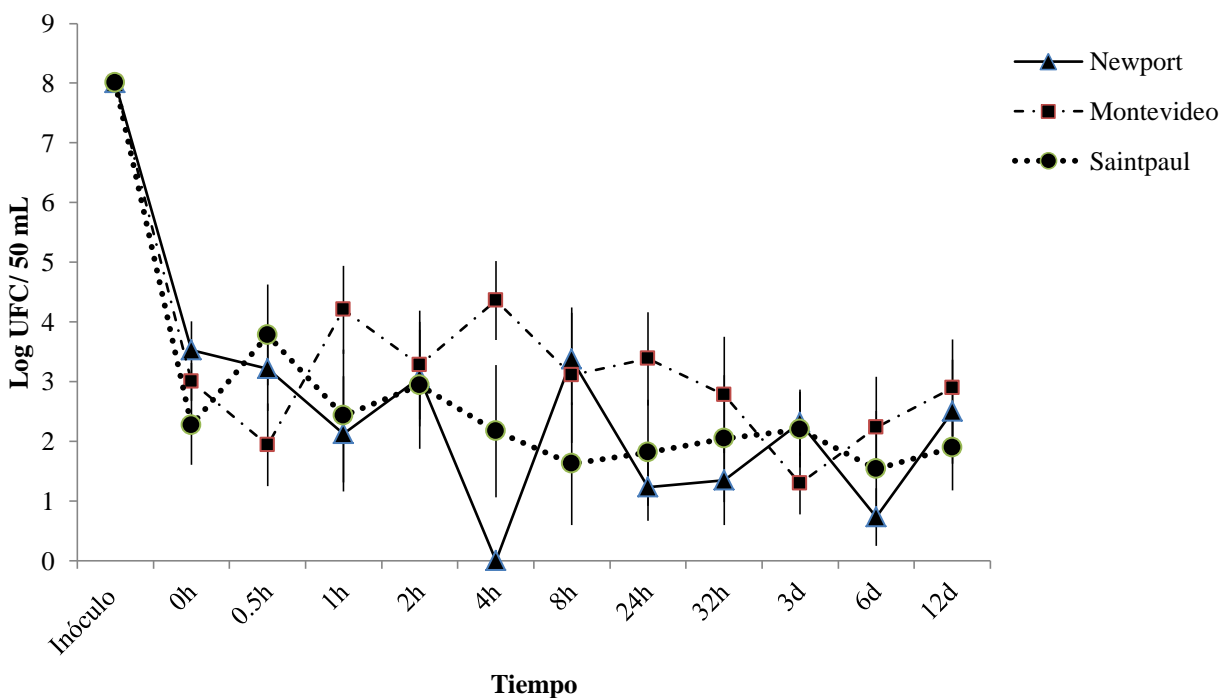 9
8
7
6
5
4
3
2
1
0
Log UFC/ 50 mL
Inóculo
0h
0.5h
1h
2h
4h
8h
24h
32h
3d
6d
12d
Tiempo
Newport
Montevideo
Saintpaul